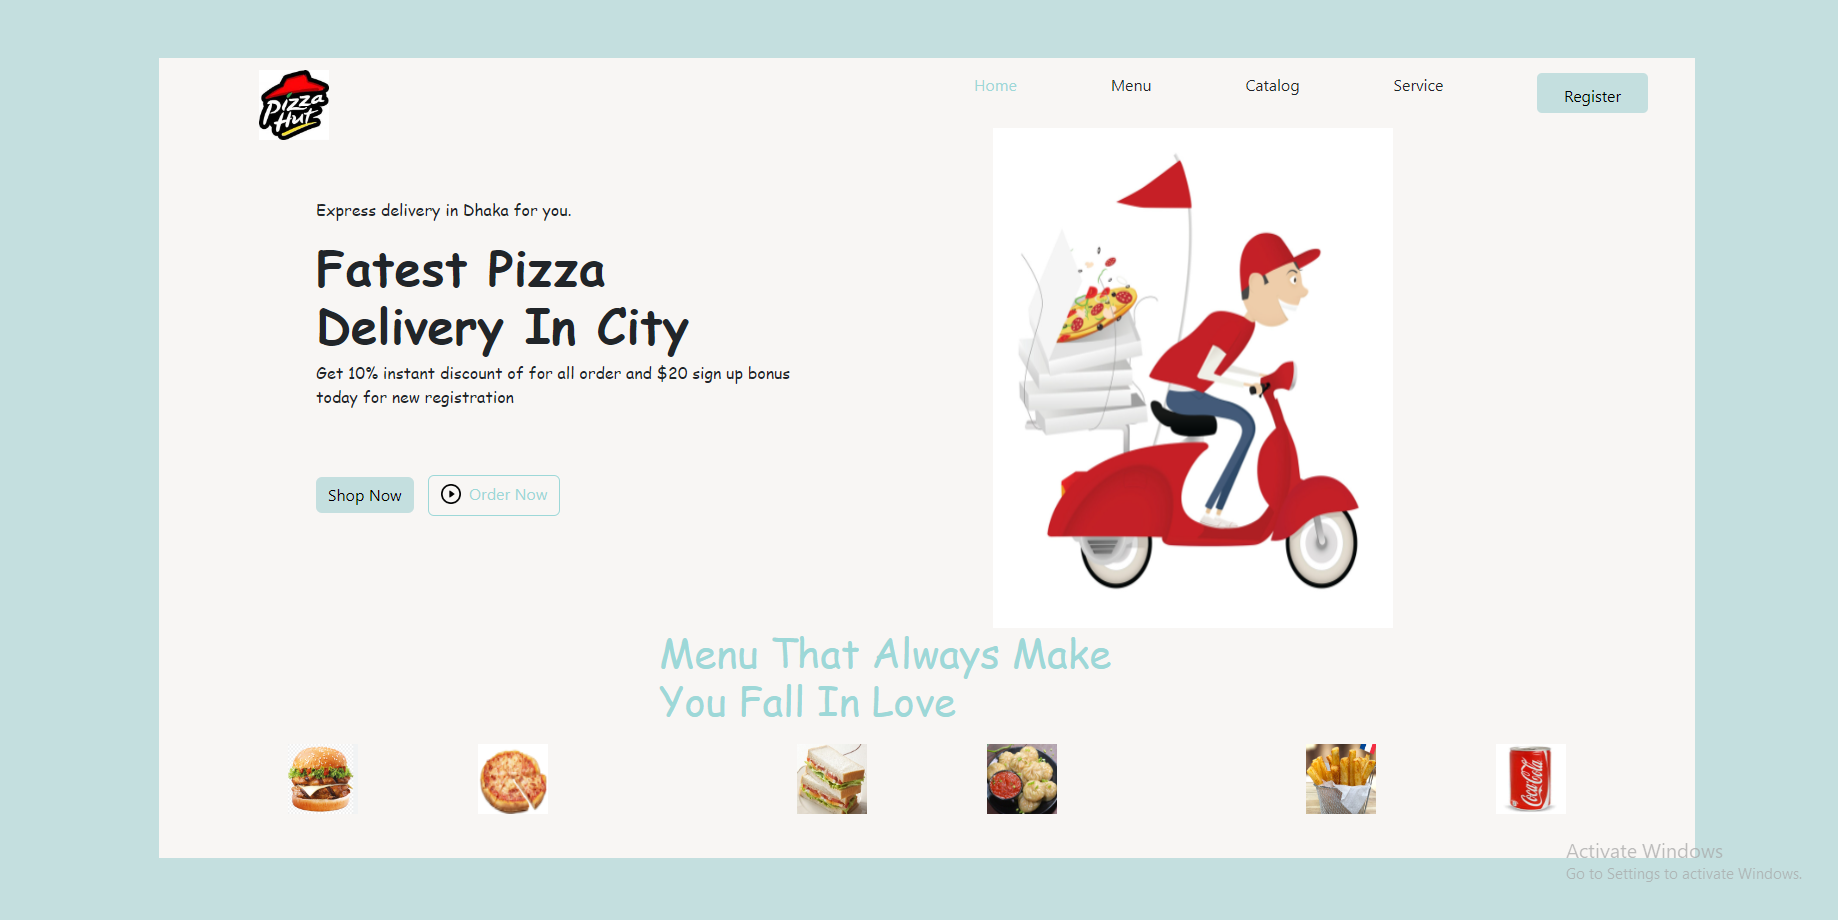 Pizza
Hut
Home
Menu
Catalog
Service
Register
Express delivery in Dhaka for you.
Fatest Pizza
Delivery In City
Get 10% instant discount of for all order and $20 sign up bonus
today for new registration
Shop Now
Order Now
Menu That Always Make
You Fall In Love
Coca-Cola
Activate Windows
Go to Settings to activate Windows.